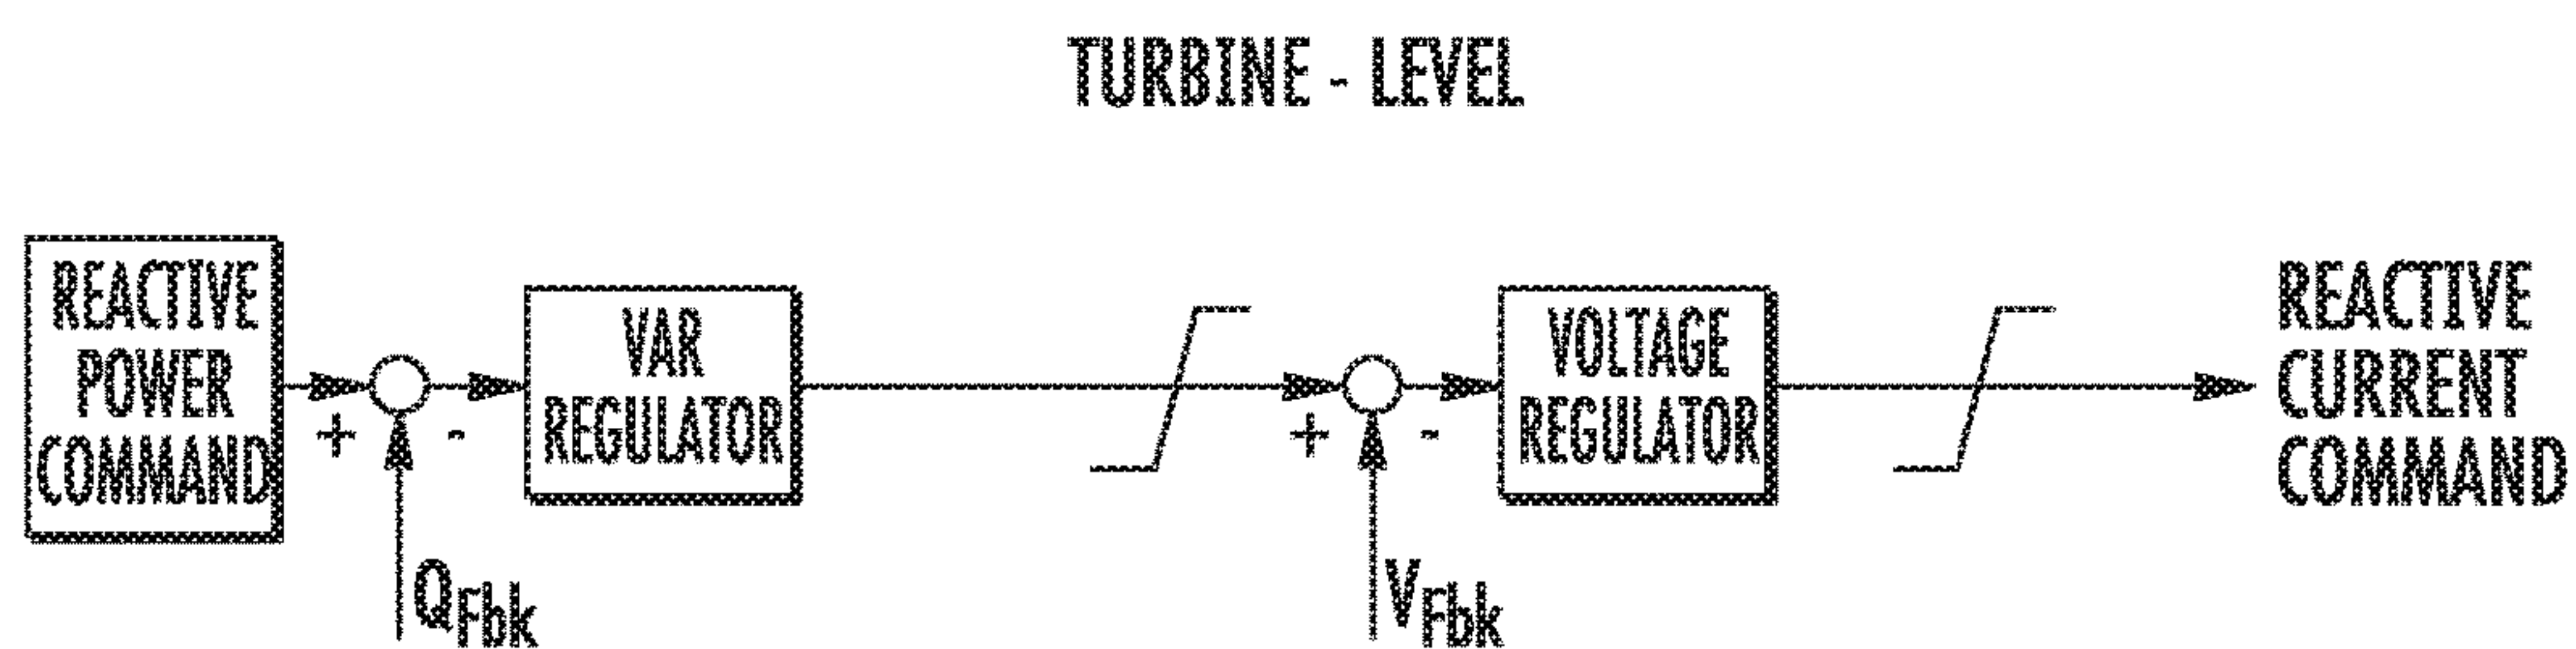 TURBINE - LEVEL
REACTIVE
POWER
COMMAND
+
-
QFbk
VAR
REGULATOR
+
-
VFbk
VOLTAGE
REGULATOR
REACTIVE
CURRENT
COMMAND